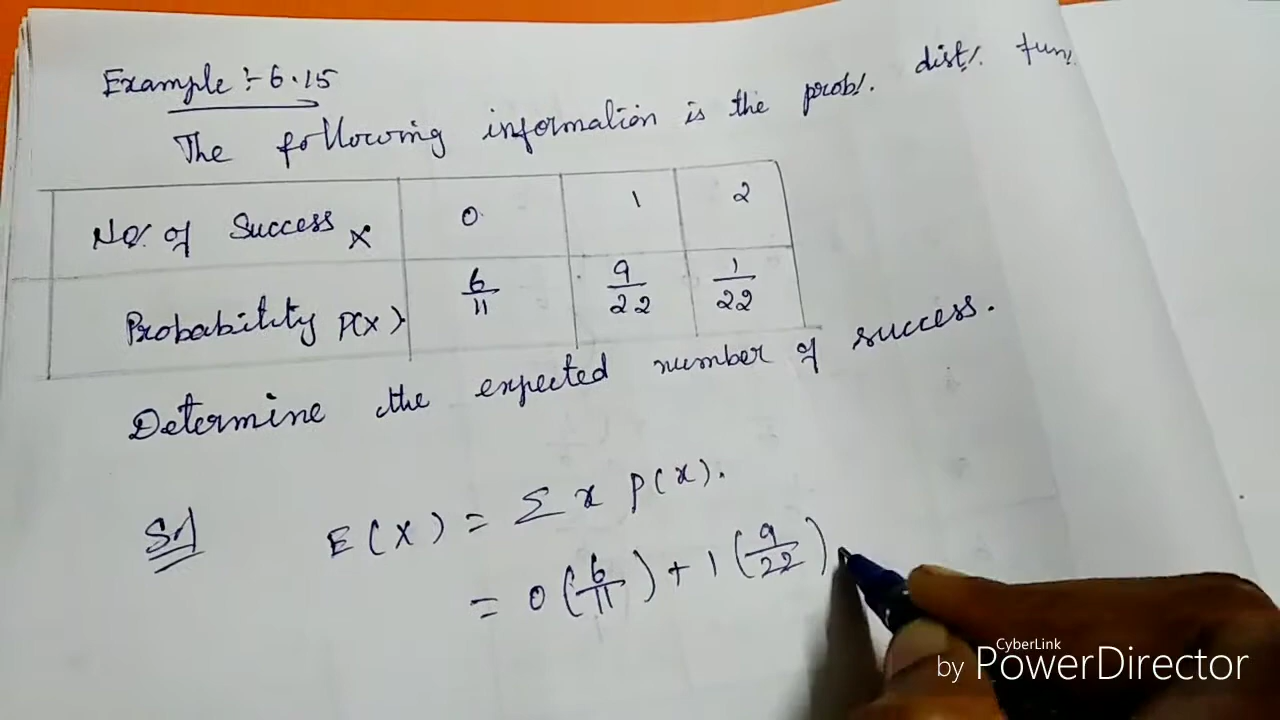 Example :- 6.15
The following information is the prob/. dist/. fun/.
No/. of Success X 0 1 2
Probability P(X) 6/11 9/22 1/22
Determine the expected number of success.
Sol E(X) = Σ x P(x).
= 0 (6/11) + 1 (9/22)
CyberLink
by PowerDirector